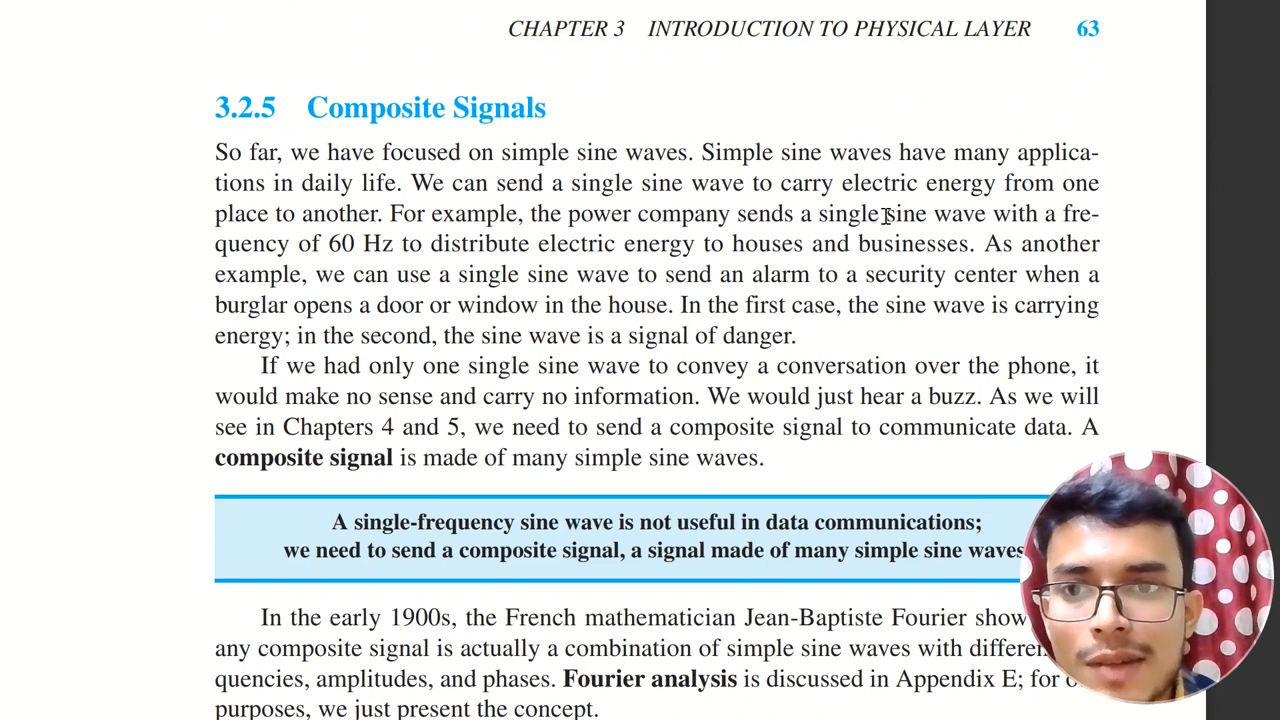 CHAPTER 3 INTRODUCTION TO PHYSICAL LAYER 63
3.2.5 Composite Signals
So far, we have focused on simple sine waves. Simple sine waves have many applica-
tions in daily life. We can send a single sine wave to carry electric energy from one
place to another. For example, the power company sends a single sine wave with a fre-
quency of 60 Hz to distribute electric energy to houses and businesses. As another
example, we can use a single sine wave to send an alarm to a security center when a
burglar opens a door or window in the house. In the first case, the sine wave is carrying
energy; in the second, the sine wave is a signal of danger.
If we had only one single sine wave to convey a conversation over the phone, it
would make no sense and carry no information. We would just hear a buzz. As we will
see in Chapters 4 and 5, we need to send a composite signal to communicate data. A
composite signal is made of many simple sine waves.
A single-frequency sine wave is not useful in data communications;
we need to send a composite signal, a signal made of many simple sine waves
In the early 1900s, the French mathematician Jean-Baptiste Fourier
any composite signal is actually a combination of simple sine waves with
quencies, amplitudes, and phases. Fourier analysis is discussed in Appendix E; for
purposes, we just present the concept.